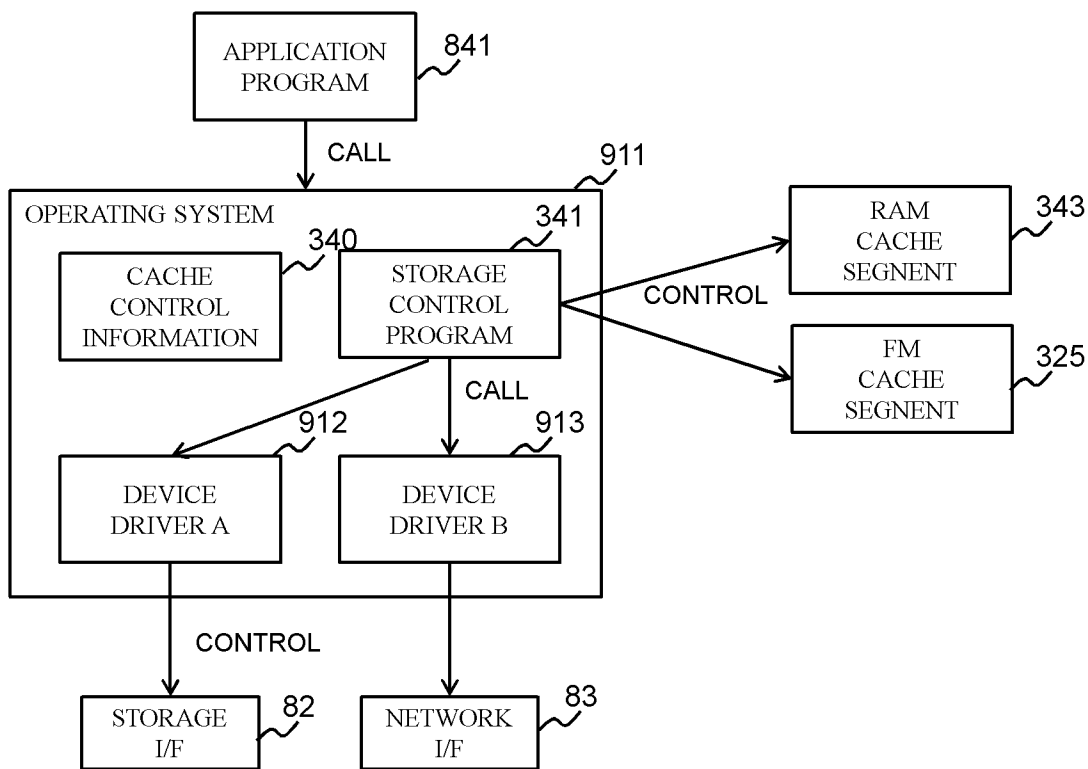 APPLICATION
PROGRAM
841
CALL
911
OPERATING SYSTEM
340
CACHE
CONTROL
INFORMATION
341
STORAGE
CONTROL
PROGRAM
CONTROL
RAM
CACHE
SEGNENT
343
FM
CACHE
SEGNENT
325
CALL
912
DEVICE
DRIVER A
913
DEVICE
DRIVER B
CONTROL
STORAGE
I/F
82
NETWORK
I/F
83